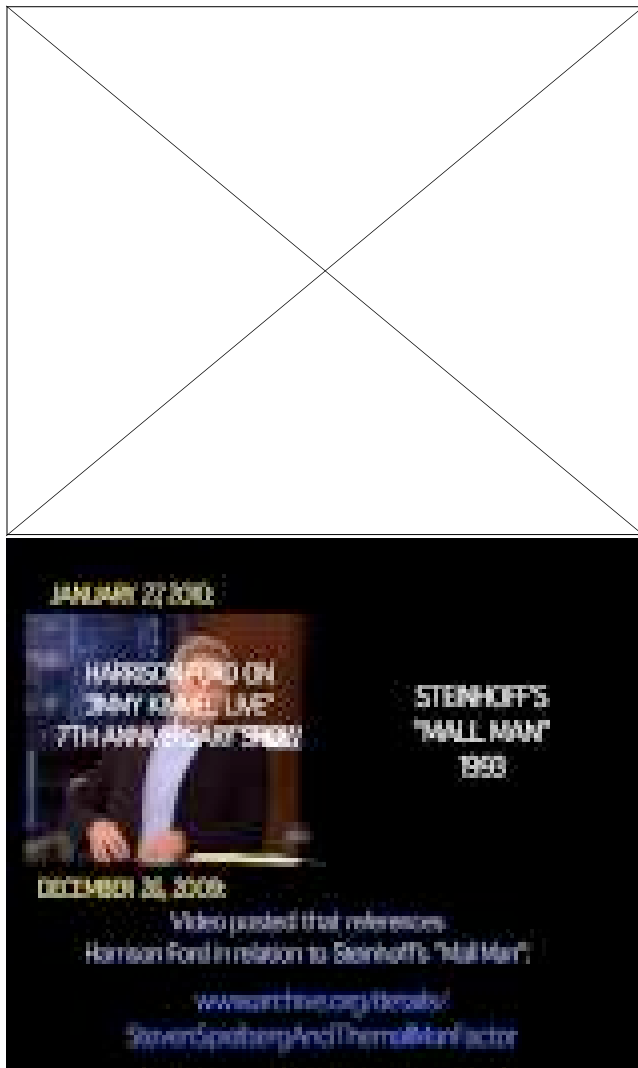 JANUARY 27, 2010:
HARRISON FORD ON
"JIMMY KIMMEL LIVE"
7TH ANNIVERSARY SHOW
STEINHOFF'S
"MALL MAN"
1993
DECEMBER 26, 2009:
Video posted that references
Harrison Ford in relation to Steinhoff's "Mall Man":
www.archive.org/details/
StevenSpielbergAndThemallManFactor